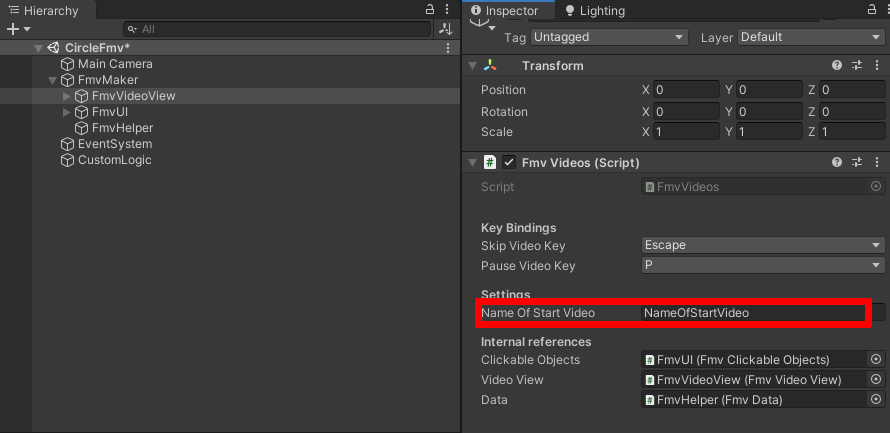 Hierarchy
All
CircleFmv*
Main Camera
FmvMaker
FmvVideoView
FmvUI
FmvHelper
EventSystem
CustomLogic
Inspector
Lighting
Tag Untagged Layer Default
Transform
Position X 0 Y 0 Z 0
Rotation X 0 Y 0 Z 0
Scale X 1 Y 1 Z 1
# Fmv Videos (Script)
Script # FmvVideos
Key Bindings
Skip Video Key Escape
Pause Video Key P
Settings
Name Of Start Video NameOfStartVideo
Internal references
Clickable Objects # FmvUI (Fmv Clickable Objects)
Video View # FmvVideoView (Fmv Video View)
Data # FmvHelper (Fmv Data)